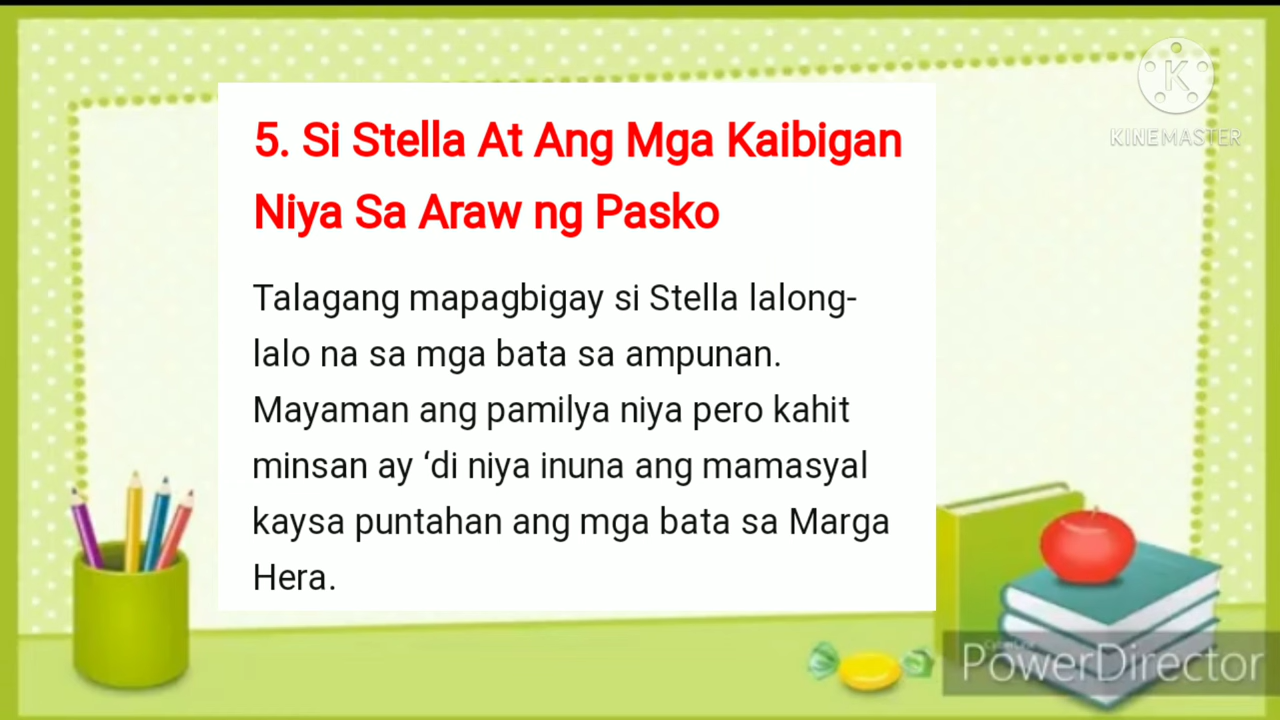 5. Si Stella At Ang Mga Kaibigan
Niya Sa Araw ng Pasko
Talagang mapagbigay si Stella lalong-
lalo na sa mga bata sa ampunan.
Mayaman ang pamilya niya pero kahit
minsan ay ‘di niya inuna ang mamasyal
kaysa puntahan ang mga bata sa Marga
Hera.
K
KINEMASTER
CyberLink
PowerDirector